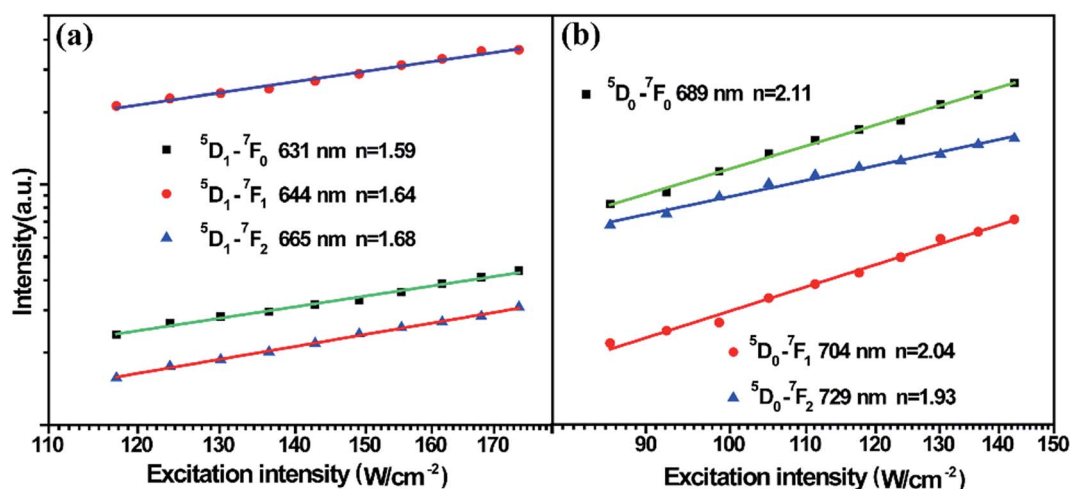 (a)
⁵D₁-⁷F₀ 631 nm n=1.59
⁵D₁-⁷F₁ 644 nm n=1.64
⁵D₁-⁷F₂ 665 nm n=1.68
Intensity(a.u.)
110 120 130 140 150 160 170
Excitation intensity (W/cm⁻²)
(b)
⁵D₀-⁷F₀ 689 nm n=2.11
⁵D₀-⁷F₁ 704 nm n=2.04
⁵D₀-⁷F₂ 729 nm n=1.93
90 100 110 120 130 140 150
Excitation intensity (W/cm⁻²)